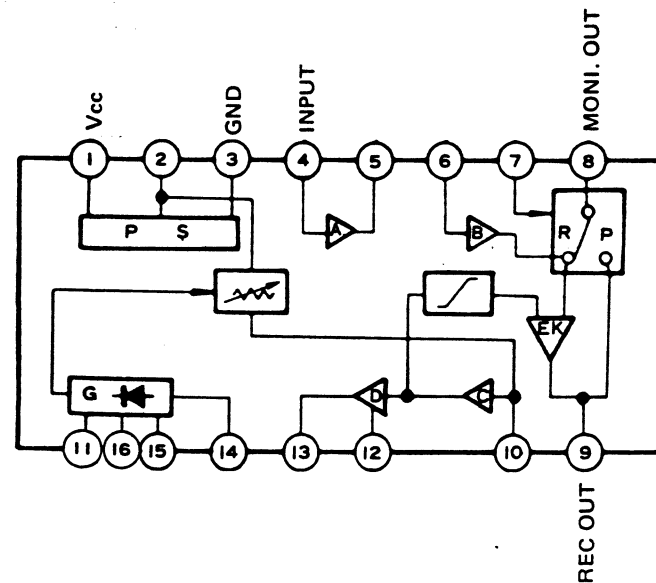 Vcc
GND
INPUT
MONI. OUT
1 2 3 4 5 6 7 8
P S
A
B
R P
EK
G
D
C
11 16 15 14 13 12 10 9
REC OUT